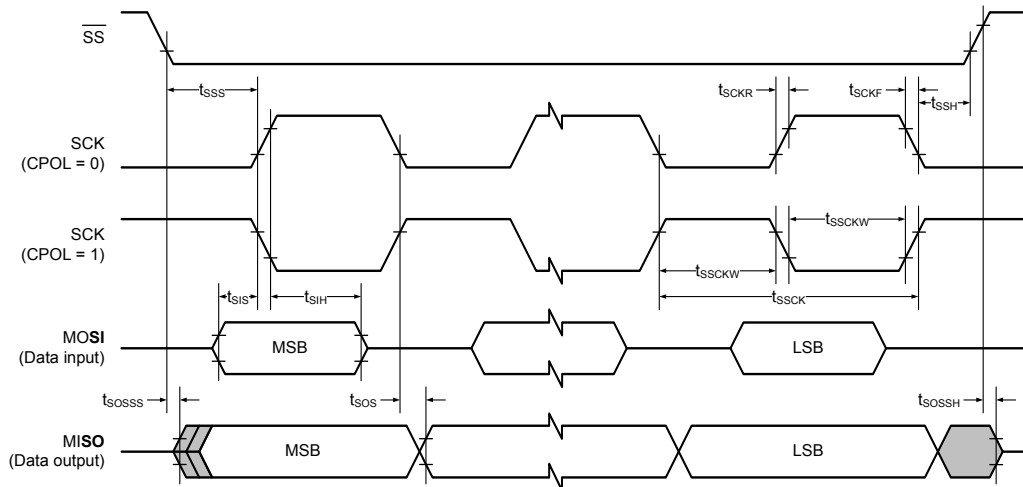 SS
tSSS
tSCKR
tSCKF
tSSH
SCK
(CPOL = 0)
SCK
(CPOL = 1)
tSSCKW
tSSCKW
tSIS
tSIH
tSSCK
MOSI
(Data input)
MSB
LSB
tSOSSS
tSOS
tSOSSH
MISO
(Data output)
MSB
LSB